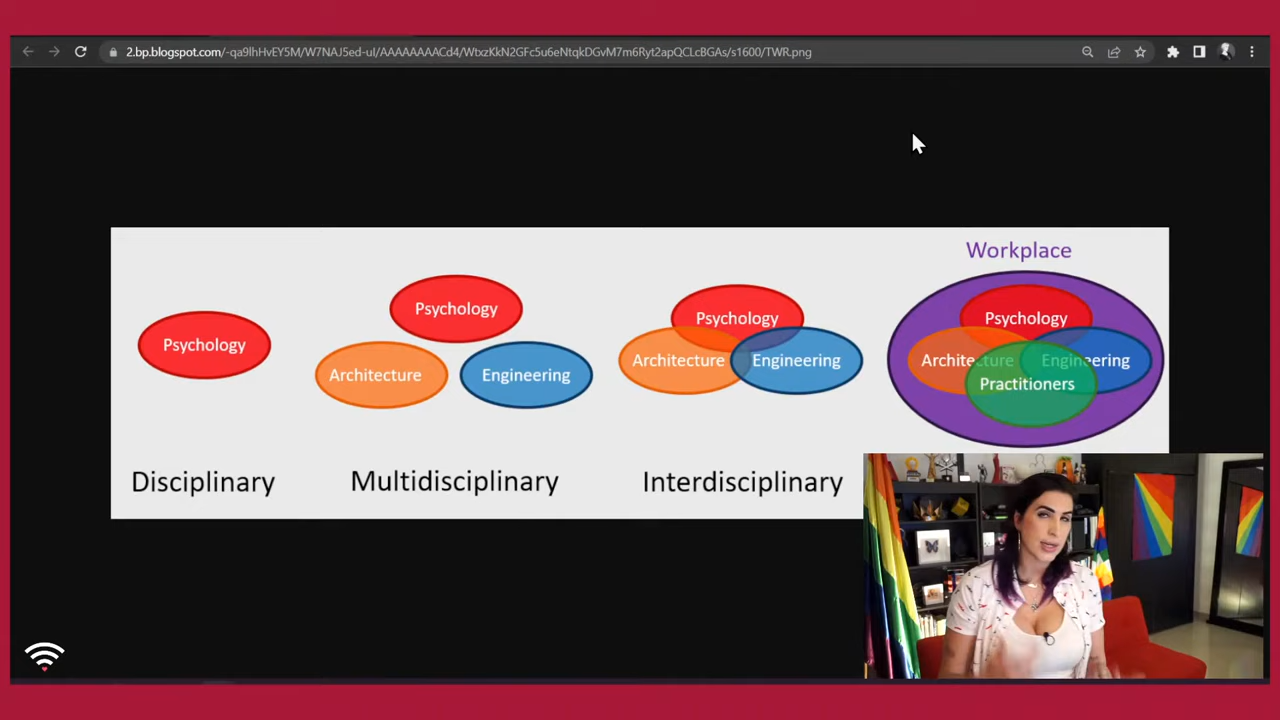 2.bp.blogspot.com/-qa9lhHvEY5M/W7NAJ5ed-uI/AAAAAAAACd4/WtxzKkN2GFc5u6eNtqkDGvM7m6Ryt2apQCLcBGAs/s1600/TWR.png
Workplace
Psychology
Psychology
Psychology
Psychology
Architecture
Engineering
Architecture
Engineering
Architecture
Engineering
Practitioners
Disciplinary
Multidisciplinary
Interdisciplinary